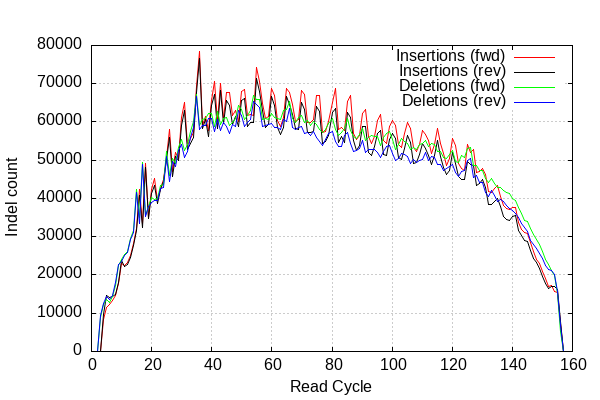 80000
70000
60000
50000
40000
30000
20000
10000
0
Indel count
Insertions (fwd)
Insertions (rev)
Deletions (fwd)
Deletions (rev)
0 20 40 60 80 100 120 140 160
Read Cycle